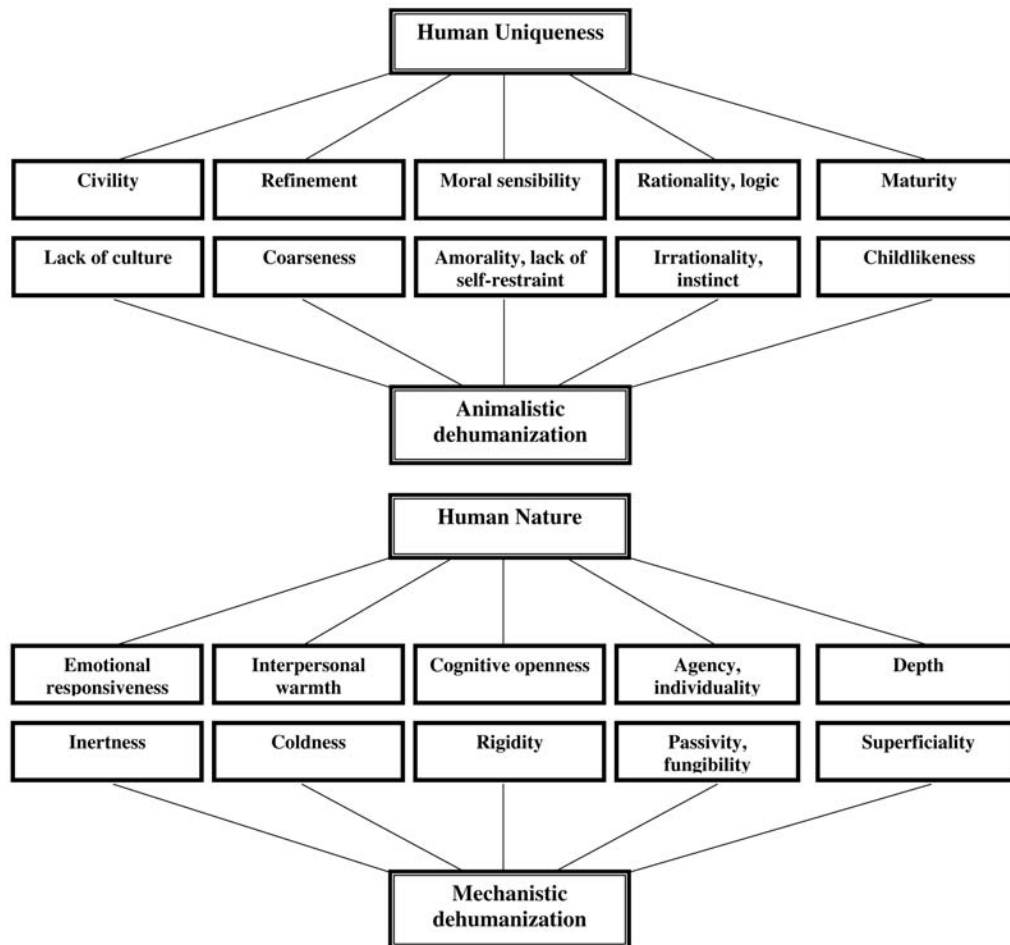 Human Uniqueness
Civility
Refinement
Moral sensibility
Rationality, logic
Maturity
Lack of culture
Coarseness
Amorality, lack of
self-restraint
Irrationality,
instinct
Childlikeness
Animalistic
dehumanization
Human Nature
Emotional
responsiveness
Interpersonal
warmth
Cognitive openness
Agency,
individuality
Depth
Inertness
Coldness
Rigidity
Passivity,
fungibility
Superficiality
Mechanistic
dehumanization